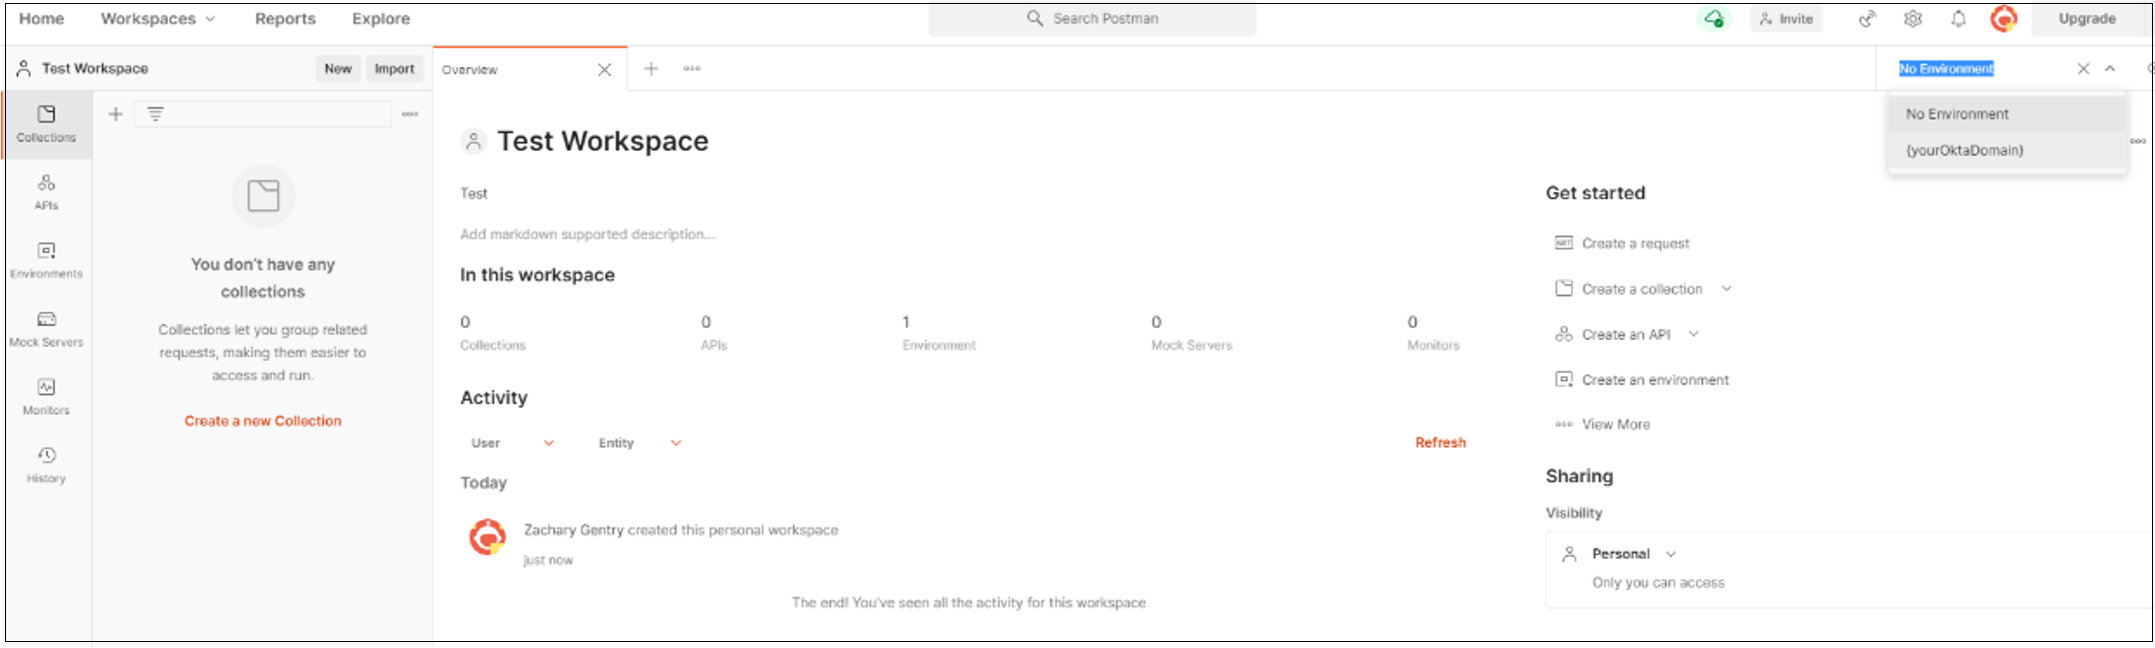 Home Workspaces Reports Explore Search Postman Invite Upgrade
Test Workspace New Import Overview No Environment
No Environment
{yourOktaDomain}
Collections
APIs
Environments
Mock Servers
Monitors
History
You don't have any
collections
Collections let you group related
requests, making them easier to
access and run.
Create a new Collection
Test Workspace
Test
Add markdown supported description...
In this workspace
0 0 1 0 0
Collections APIs Environment Mock Servers Monitors
Activity
User Entity Refresh
Today
Zachary Gentry created this personal workspace
just now
The end! You've seen all the activity for this workspace
Get started
GET Create a request
Create a collection
Create an API
Create an environment
View More
Sharing
Visibility
Personal
Only you can access